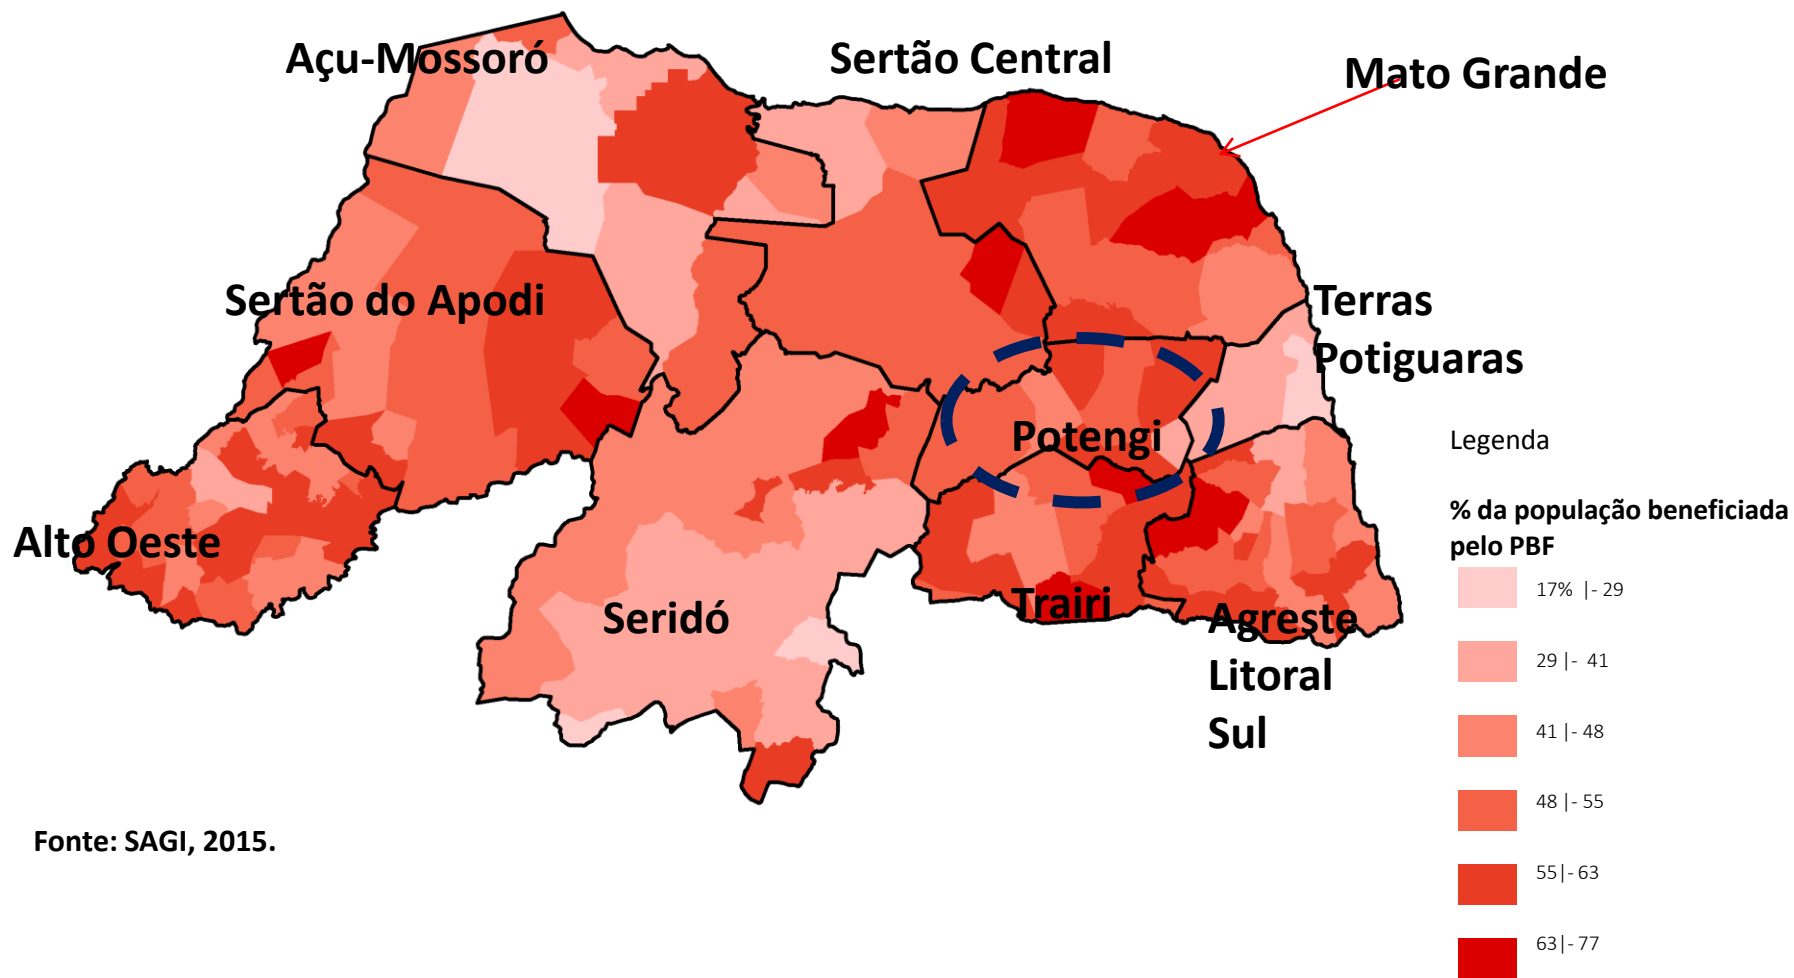 Açu-Mossoró
Sertão Central
Mato Grande
Sertão do Apodi
Terras
Potiguaras
Potengi
Legenda
% da população beneficiada
pelo PBF
Alto Oeste
17% |- 29
Seridó
Trairi
Agreste
Litoral
Sul
29 |- 41
41 |- 48
48 |- 55
55|- 63
63|- 77
Fonte: SAGI, 2015.